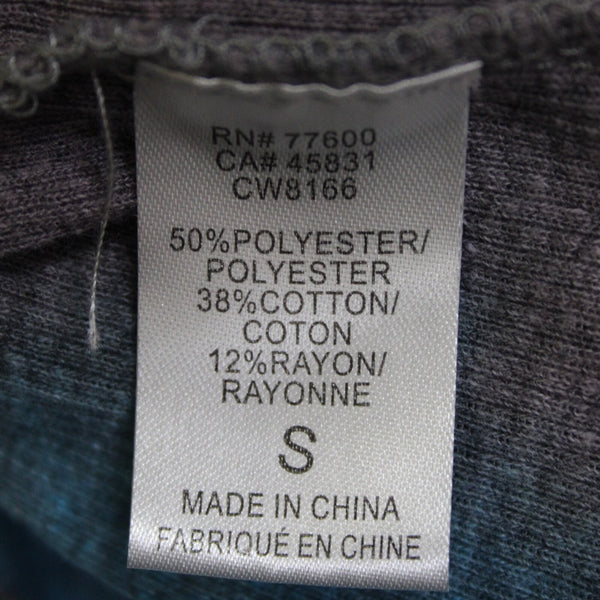 RN# 77600
CA# 45831
CW8166
50%POLYESTER/
POLYESTER
38%COTTON/
COTON
12%RAYON/
RAYONNE
S
MADE IN CHINA
FABRIQUÉ EN CHINE